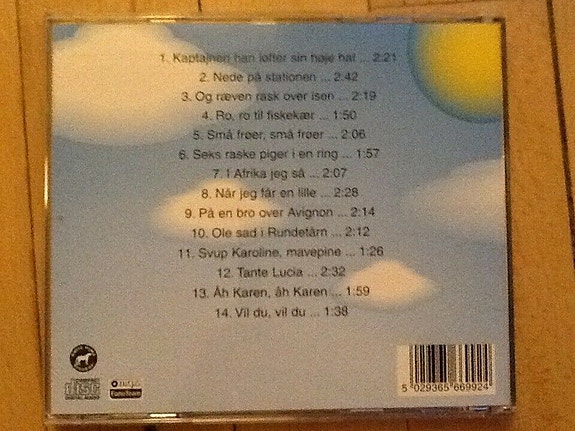 1. Kaptajnen han løfter sin høje hat ... 2:21
2. Nede på stationen ... 2:42
3. Og ræven rask over isen ... 2:19
4. Ro, ro til fiskekær ... 1:50
5. Små frøer, små frøer ... 2:06
6. Seks raske piger i en ring ... 1:57
7. I Afrika jeg så ... 2:07
8. Når jeg får en lille ... 2:28
9. På en bro over Avignon ... 2:14
10. Ole sad i Rundetårn ... 2:12
11. Svup Karoline, mavepine ... 1:26
12. Tante Lucia ... 2:32
13. Åh Karen, åh Karen ... 1:59
14. Vil du, vil du ... 1:38
COMPACT
disc
DIGITAL AUDIO
EuroTrend
5 029365 669924